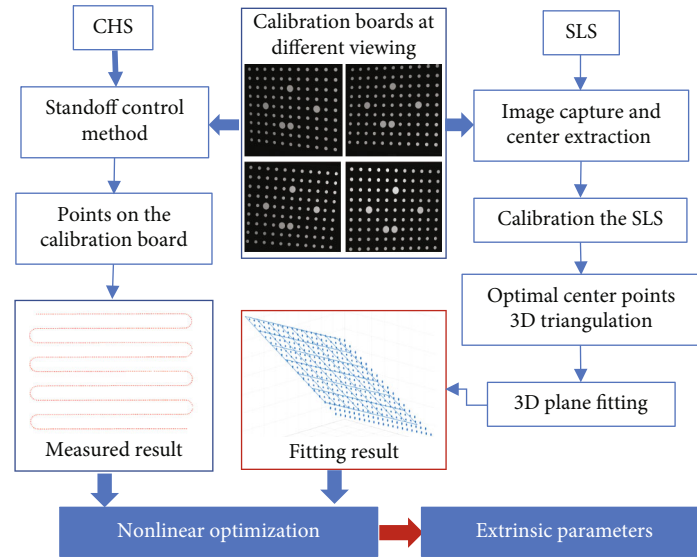 CHS
Standoff control
method
Points on the
calibration board
Measured result
Calibration boards at
different viewing
Fitting result
SLS
Image capture and
center extraction
Calibration the SLS
Optimal center points
3D triangulation
3D plane fitting
Nonlinear optimization
Extrinsic parameters